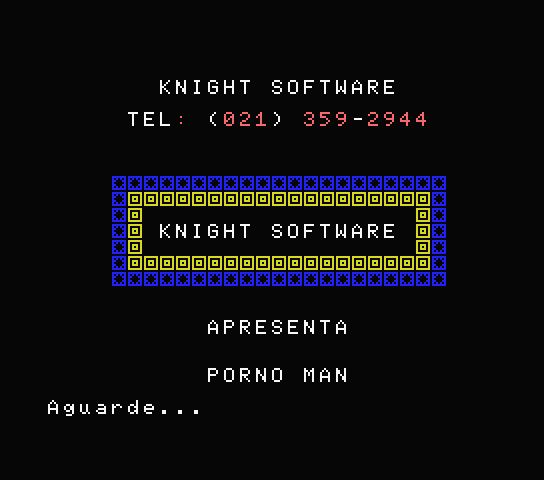 KNIGHT SOFTWARE
TEL: (021) 359-2944
KNIGHT SOFTWARE
APRESENTA
PORNO MAN
Aguarde...